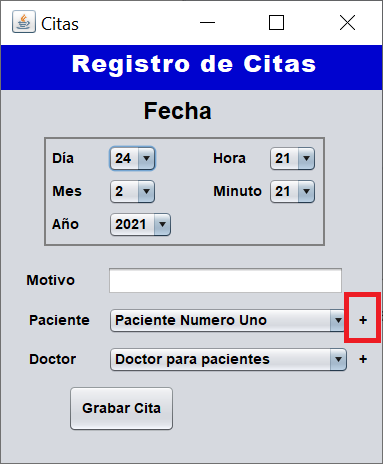 Citas
Registro de Citas
Fecha
Día 24 Hora 21
Mes 2 Minuto 21
Año 2021
Motivo
Paciente Paciente Numero Uno +
Doctor Doctor para pacientes +
Grabar Cita